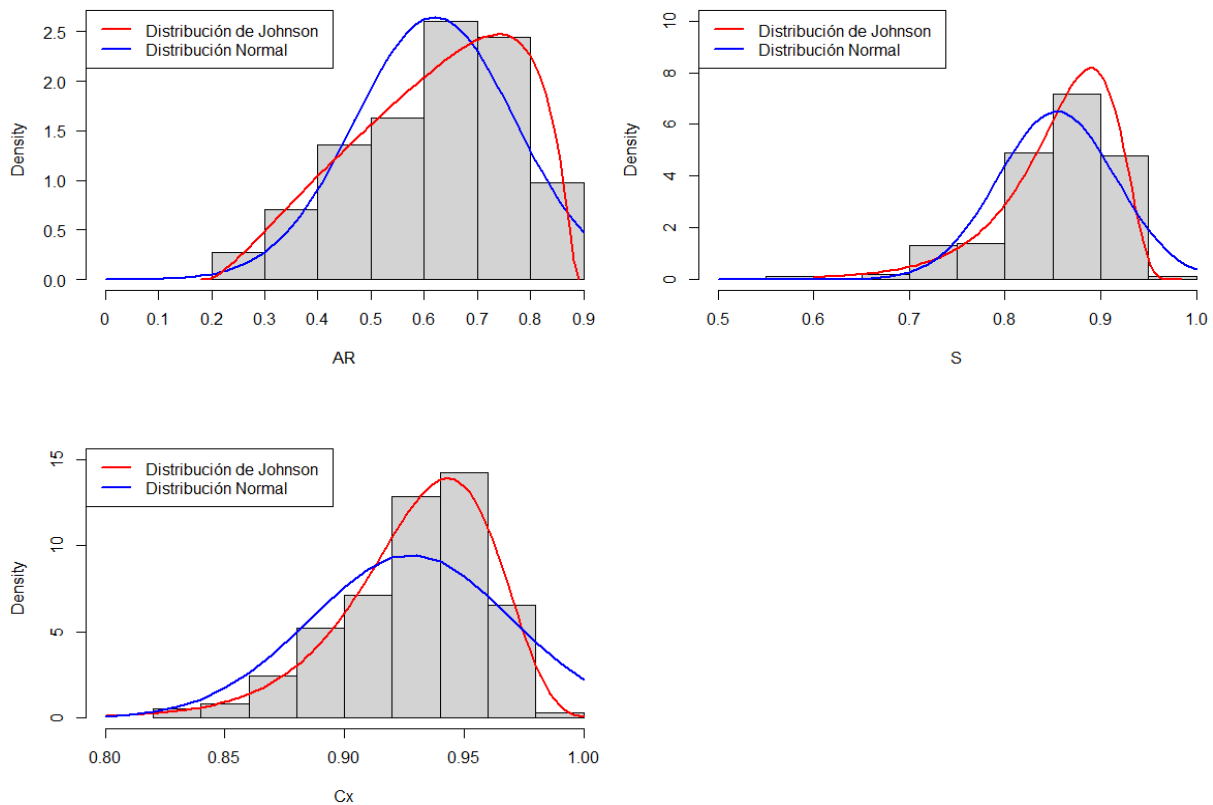 Distribución de Johnson
Distribución Normal
Density
0.0 0.5 1.0 1.5 2.0 2.5
0 0.1 0.2 0.3 0.4 0.5 0.6 0.7 0.8 0.9
AR
Distribución de Johnson
Distribución Normal
Density
0 2 4 6 8 10
0.5 0.6 0.7 0.8 0.9 1.0
S
Distribución de Johnson
Distribución Normal
Density
0 5 10 15
0.80 0.85 0.90 0.95 1.00
Cx